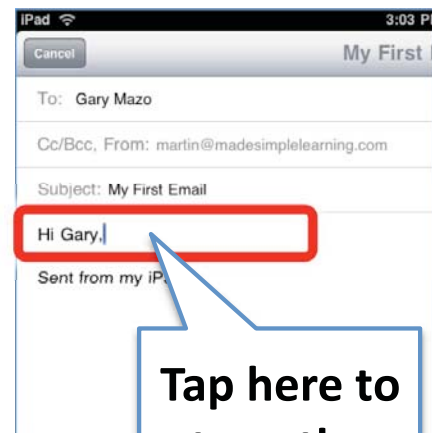 iPad 3:03 PM
Cancel My First
To: Gary Mazo
Cc/Bcc, From: martin@madesimplelearning.com
Subject: My First Email
Hi Gary,
Sent from my
Tap here to